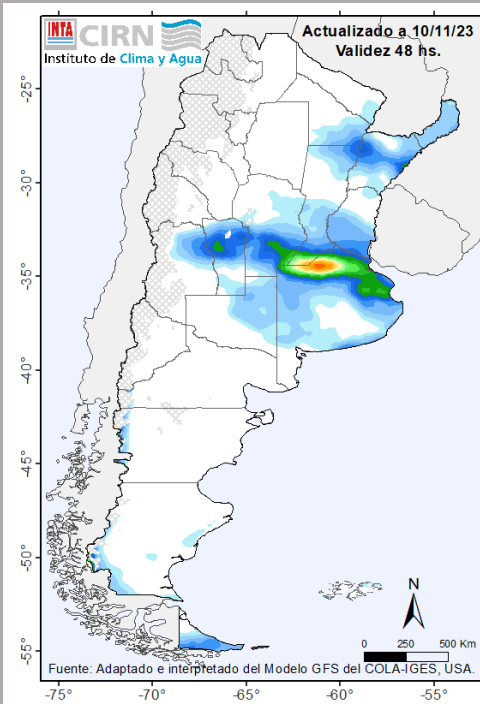 INTA CIRN
Instituto de Clima y Agua
Actualizado a 10/11/23
Validez 48 hs.
-25°
-30°
-35°
-40°
-45°
-50°
-55°
N
0 250 500 Km
Fuente: Adaptado e interpretado del Modelo GFS del COLA-IGES, USA.
-75° -70° -65° -60° -55°